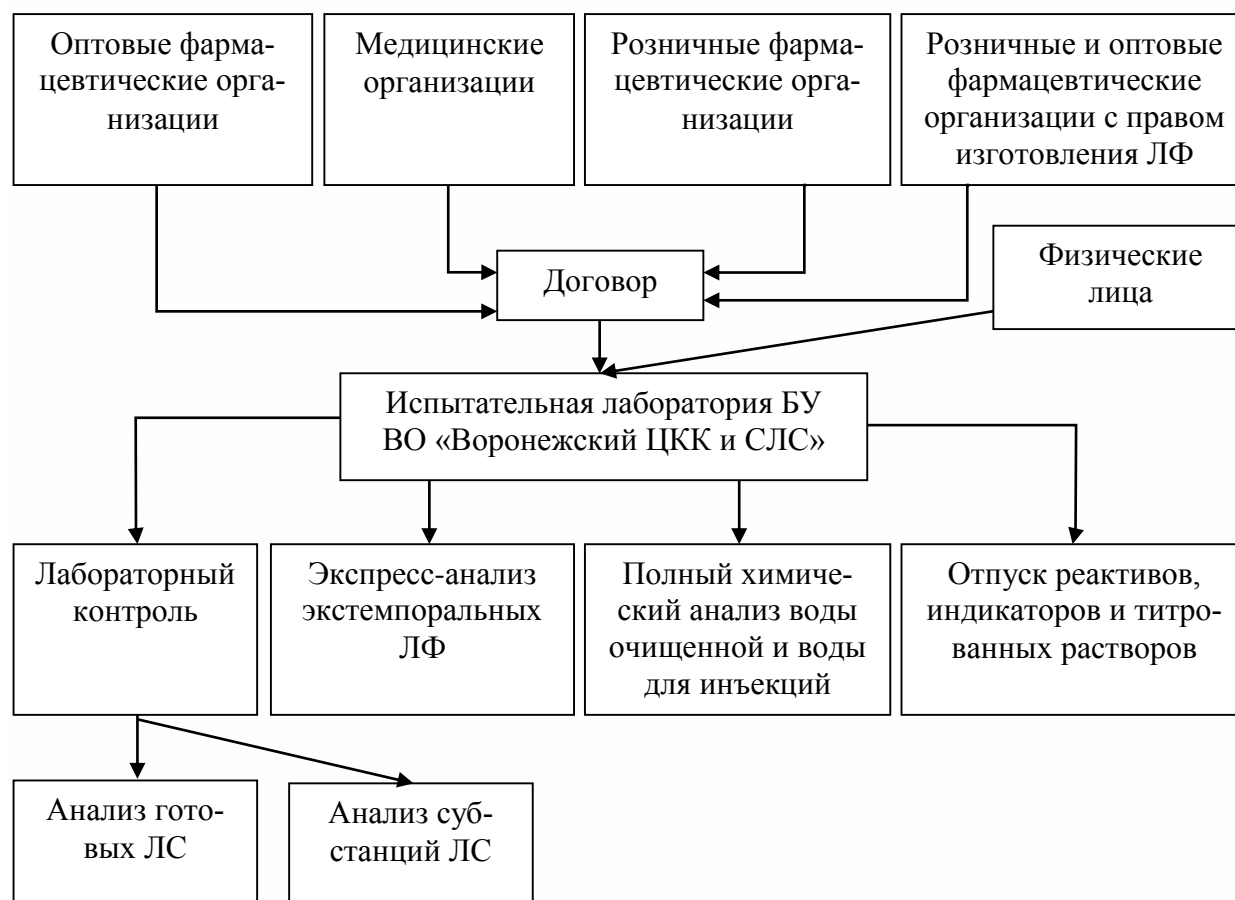 Оптовые фарма-
цевтические орга-
низации
Медицинские
организации
Розничные фарма-
цевтические орга-
низации
Розничные и оптовые
фармацевтические
организации с правом
изготовления ЛФ
Договор
Физические
лица
Испытательная лаборатория БУ
ВО «Воронежский ЦКК и СЛС»
Лабораторный
контроль
Экспресс-анализ
экстемпоральных
ЛФ
Полный химиче-
ский анализ воды
очищенной и воды
для инъекций
Отпуск реактивов,
индикаторов и титро-
ванных растворов
Анализ гото-
вых ЛС
Анализ суб-
станций ЛС